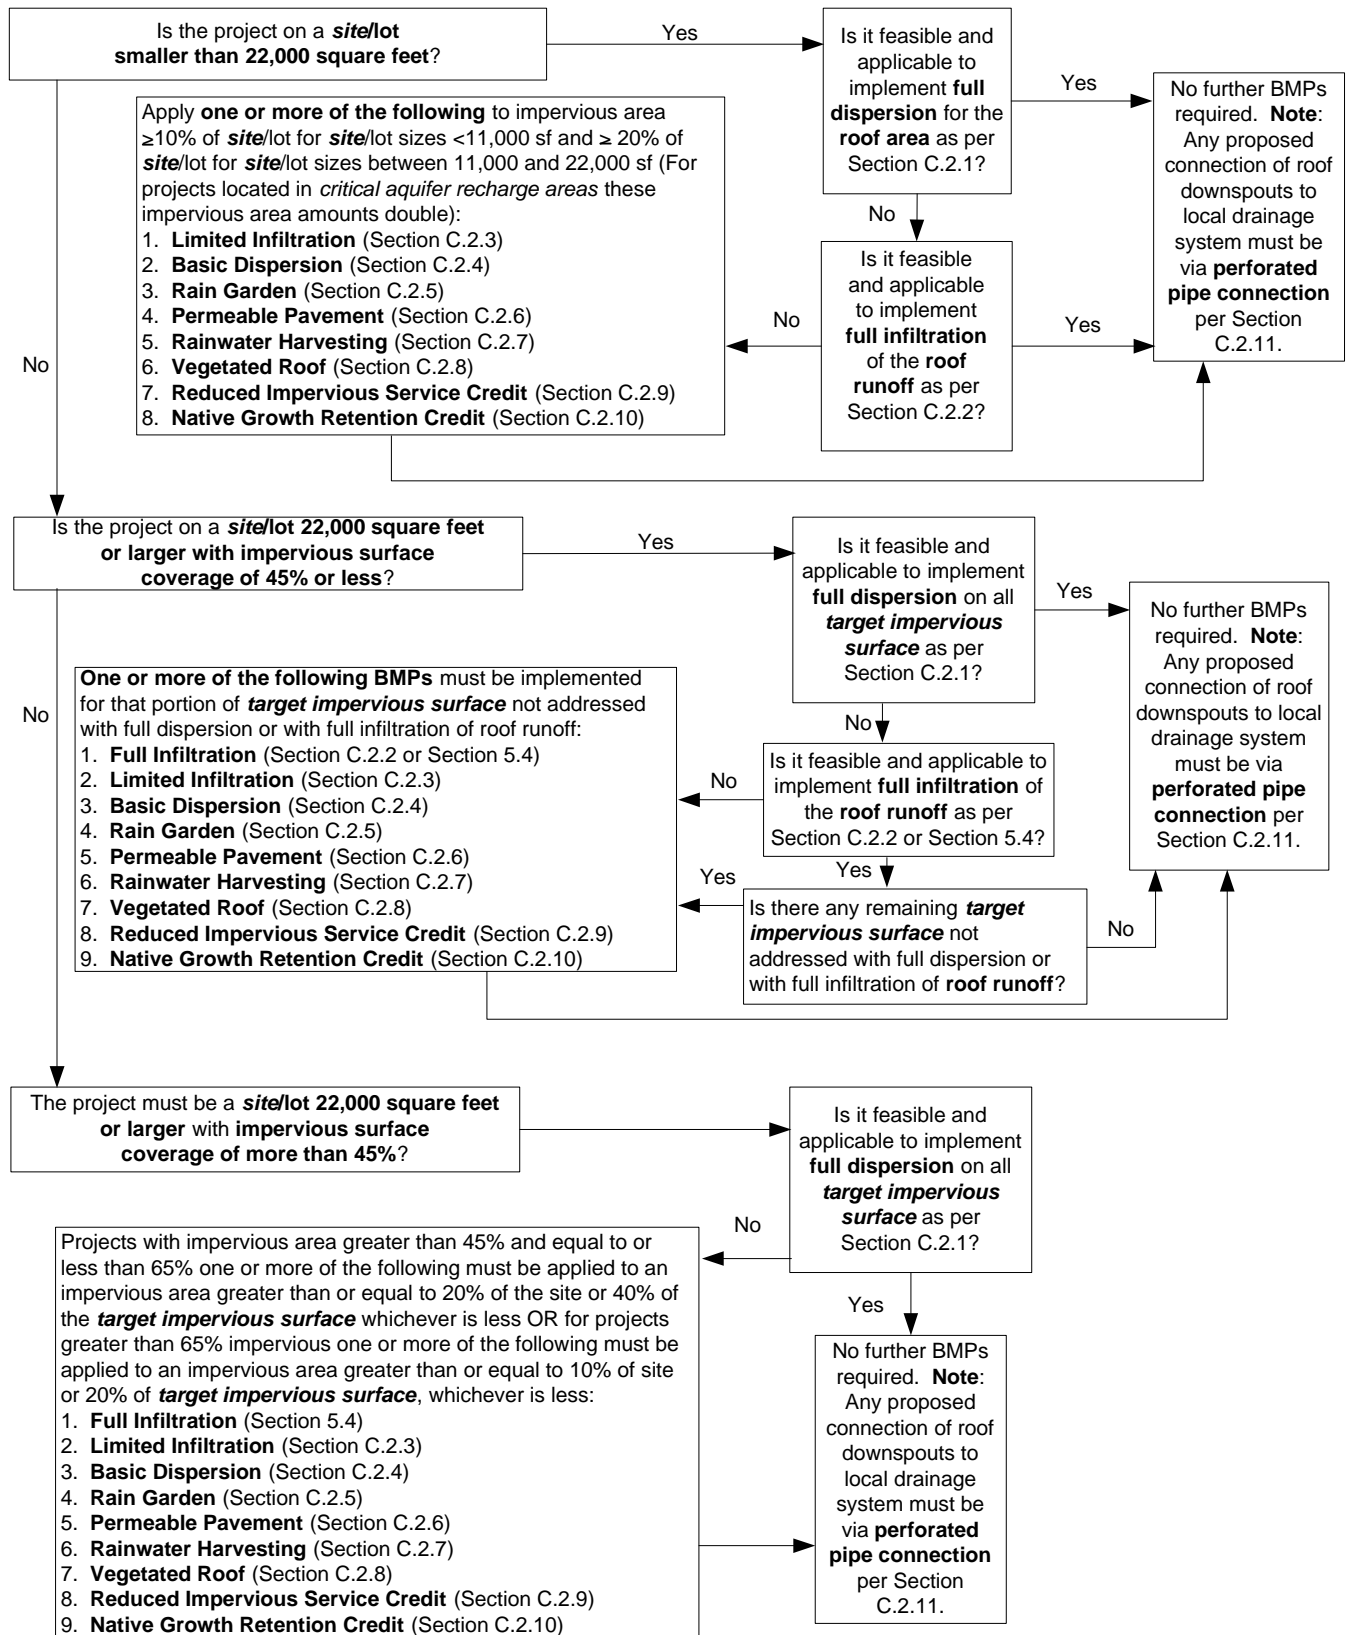 Is the project on a site/lot
smaller than 22,000 square feet?
Yes
Is it feasible and
applicable to
implement full
dispersion for the
roof area as per
Section C.2.1?
Yes
No further BMPs
required.  Note:
Any proposed
connection of roof
downspouts to
local drainage
system must be
via perforated
pipe connection
per Section
C.2.11.
No
Is it feasible
and applicable
to implement
full infiltration
of the roof
runoff as per
Section C.2.2?
Yes
No
Apply one or more of the following to impervious area
≥10% of site/lot for site/lot sizes <11,000 sf and ≥ 20% of
site/lot for site/lot sizes between 11,000 and 22,000 sf (For
projects located in critical aquifer recharge areas these
impervious area amounts double):
1. Limited Infiltration (Section C.2.3)
2. Basic Dispersion (Section C.2.4)
3. Rain Garden (Section C.2.5)
4. Permeable Pavement (Section C.2.6)
5. Rainwater Harvesting (Section C.2.7)
6. Vegetated Roof (Section C.2.8)
7. Reduced Impervious Service Credit (Section C.2.9)
8. Native Growth Retention Credit (Section C.2.10)
No
Is the project on a site/lot 22,000 square feet
or larger with impervious surface
coverage of 45% or less?
Yes
Is it feasible and
applicable to implement
full dispersion on all
target impervious
surface as per
Section C.2.1?
Yes
No further BMPs
required.  Note:
Any proposed
connection of roof
downspouts to local
drainage system
must be via
perforated pipe
connection per
Section C.2.11.
No
Is it feasible and applicable to
implement full infiltration of
the roof runoff as per
Section C.2.2 or Section 5.4?
No
Yes
Is there any remaining target
impervious surface not
addressed with full dispersion or
with full infiltration of roof runoff?
Yes
No
One or more of the following BMPs must be implemented
for that portion of target impervious surface not addressed
with full dispersion or with full infiltration of roof runoff:
1. Full Infiltration (Section C.2.2 or Section 5.4)
2. Limited Infiltration (Section C.2.3)
3. Basic Dispersion (Section C.2.4)
4. Rain Garden (Section C.2.5)
5. Permeable Pavement (Section C.2.6)
6. Rainwater Harvesting (Section C.2.7)
7. Vegetated Roof (Section C.2.8)
8. Reduced Impervious Service Credit (Section C.2.9)
9. Native Growth Retention Credit (Section C.2.10)
No
The project must be a site/lot 22,000 square feet
or larger with impervious surface
coverage of more than 45%?
Is it feasible and
applicable to implement
full dispersion on all
target impervious
surface as per
Section C.2.1?
No
Yes
Projects with impervious area greater than 45% and equal to or
less than 65% one or more of the following must be applied to an
impervious area greater than or equal to 20% of the site or 40% of
the target impervious surface whichever is less OR for projects
greater than 65% impervious one or more of the following must be
applied to an impervious area greater than or equal to 10% of site
or 20% of target impervious surface, whichever is less:
1. Full Infiltration (Section 5.4)
2. Limited Infiltration (Section C.2.3)
3. Basic Dispersion (Section C.2.4)
4. Rain Garden (Section C.2.5)
5. Permeable Pavement (Section C.2.6)
6. Rainwater Harvesting (Section C.2.7)
7. Vegetated Roof (Section C.2.8)
8. Reduced Impervious Service Credit (Section C.2.9)
9. Native Growth Retention Credit (Section C.2.10)
No further BMPs
required.  Note:
Any proposed
connection of roof
downspouts to
local drainage
system must be
via perforated
pipe connection
per Section
C.2.11.